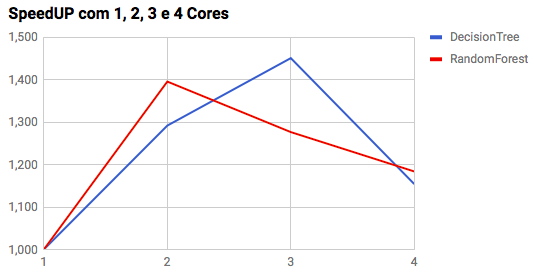 SpeedUP com 1, 2, 3 e 4 Cores
1,500
1,400
1,300
1,200
1,100
1,000
1 2 3 4
DecisionTree
RandomForest